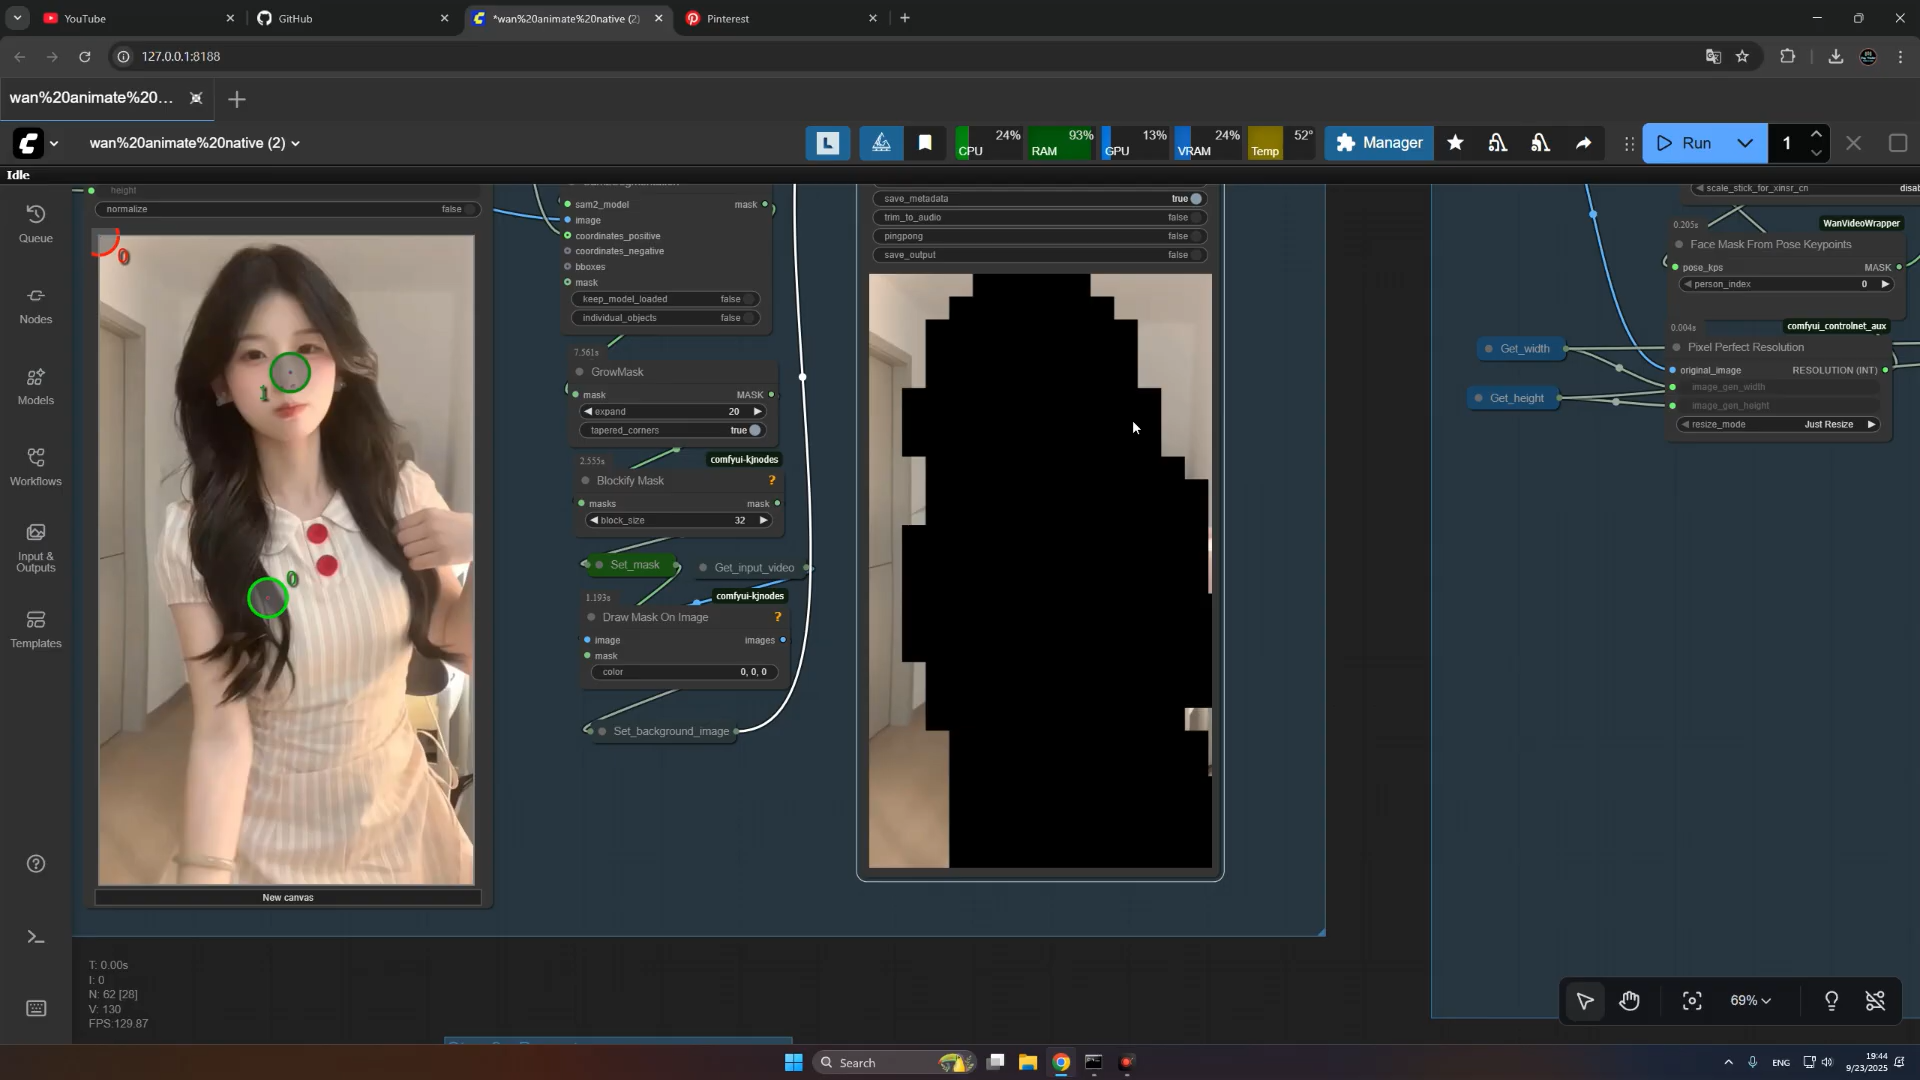 YouTube
GitHub
*wan%20animate%20native (2)
Pinterest
127.0.0.1:8188
wan%20animate%20...
wan%20animate%20native (2)
CPU 24%
RAM 93%
GPU 13%
VRAM 24%
Temp 52°
Manager
Run
1
Idle
Queue
Nodes
Models
Workflows
Input & Outputs
Templates
height
normalize false
0
1
0
New canvas
sam2_model mask
image
coordinates_positive
coordinates_negative
bboxes
mask
keep_model_loaded false
individual_objects false
7.561s
GrowMask
mask MASK
expand 20
tapered_corners true
2.555s comfyui-kjnodes
Blockify Mask ?
masks mask
block_size 32
Set_mask
Get_input_video
1.193s comfyui-kjnodes
Draw Mask On Image ?
image images
mask
color 0, 0, 0
Set_background_image
save_metadata true
trim_to_audio false
pingpong false
save_output false
scale_stick_for_xinsr_cn disab
0.205s WanVideoWrapper
Face Mask From Pose Keypoints
pose_kps MASK
person_index 0
0.004s comfyui_controlnet_aux
Pixel Perfect Resolution
original_image RESOLUTION (INT)
image_gen_width
image_gen_height
resize_mode Just Resize
Get_width
Get_height
T: 0.00s
I: 0
N: 62 [28]
V: 130
FPS:129.87
69%
Search
ENG
19:44
9/23/2025